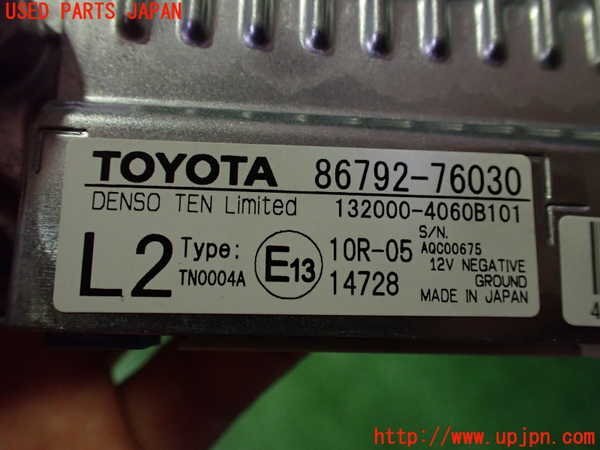 USED PARTS JAPAN
TOYOTA 86792-76030
DENSO TEN Limited 132000-4060B101
L2 Type: TN0004A
E13
10R-05
14728
S/N.
AQC00675
12V NEGATIVE
GROUND
MADE IN JAPAN
4
http://www.upjpn.com/